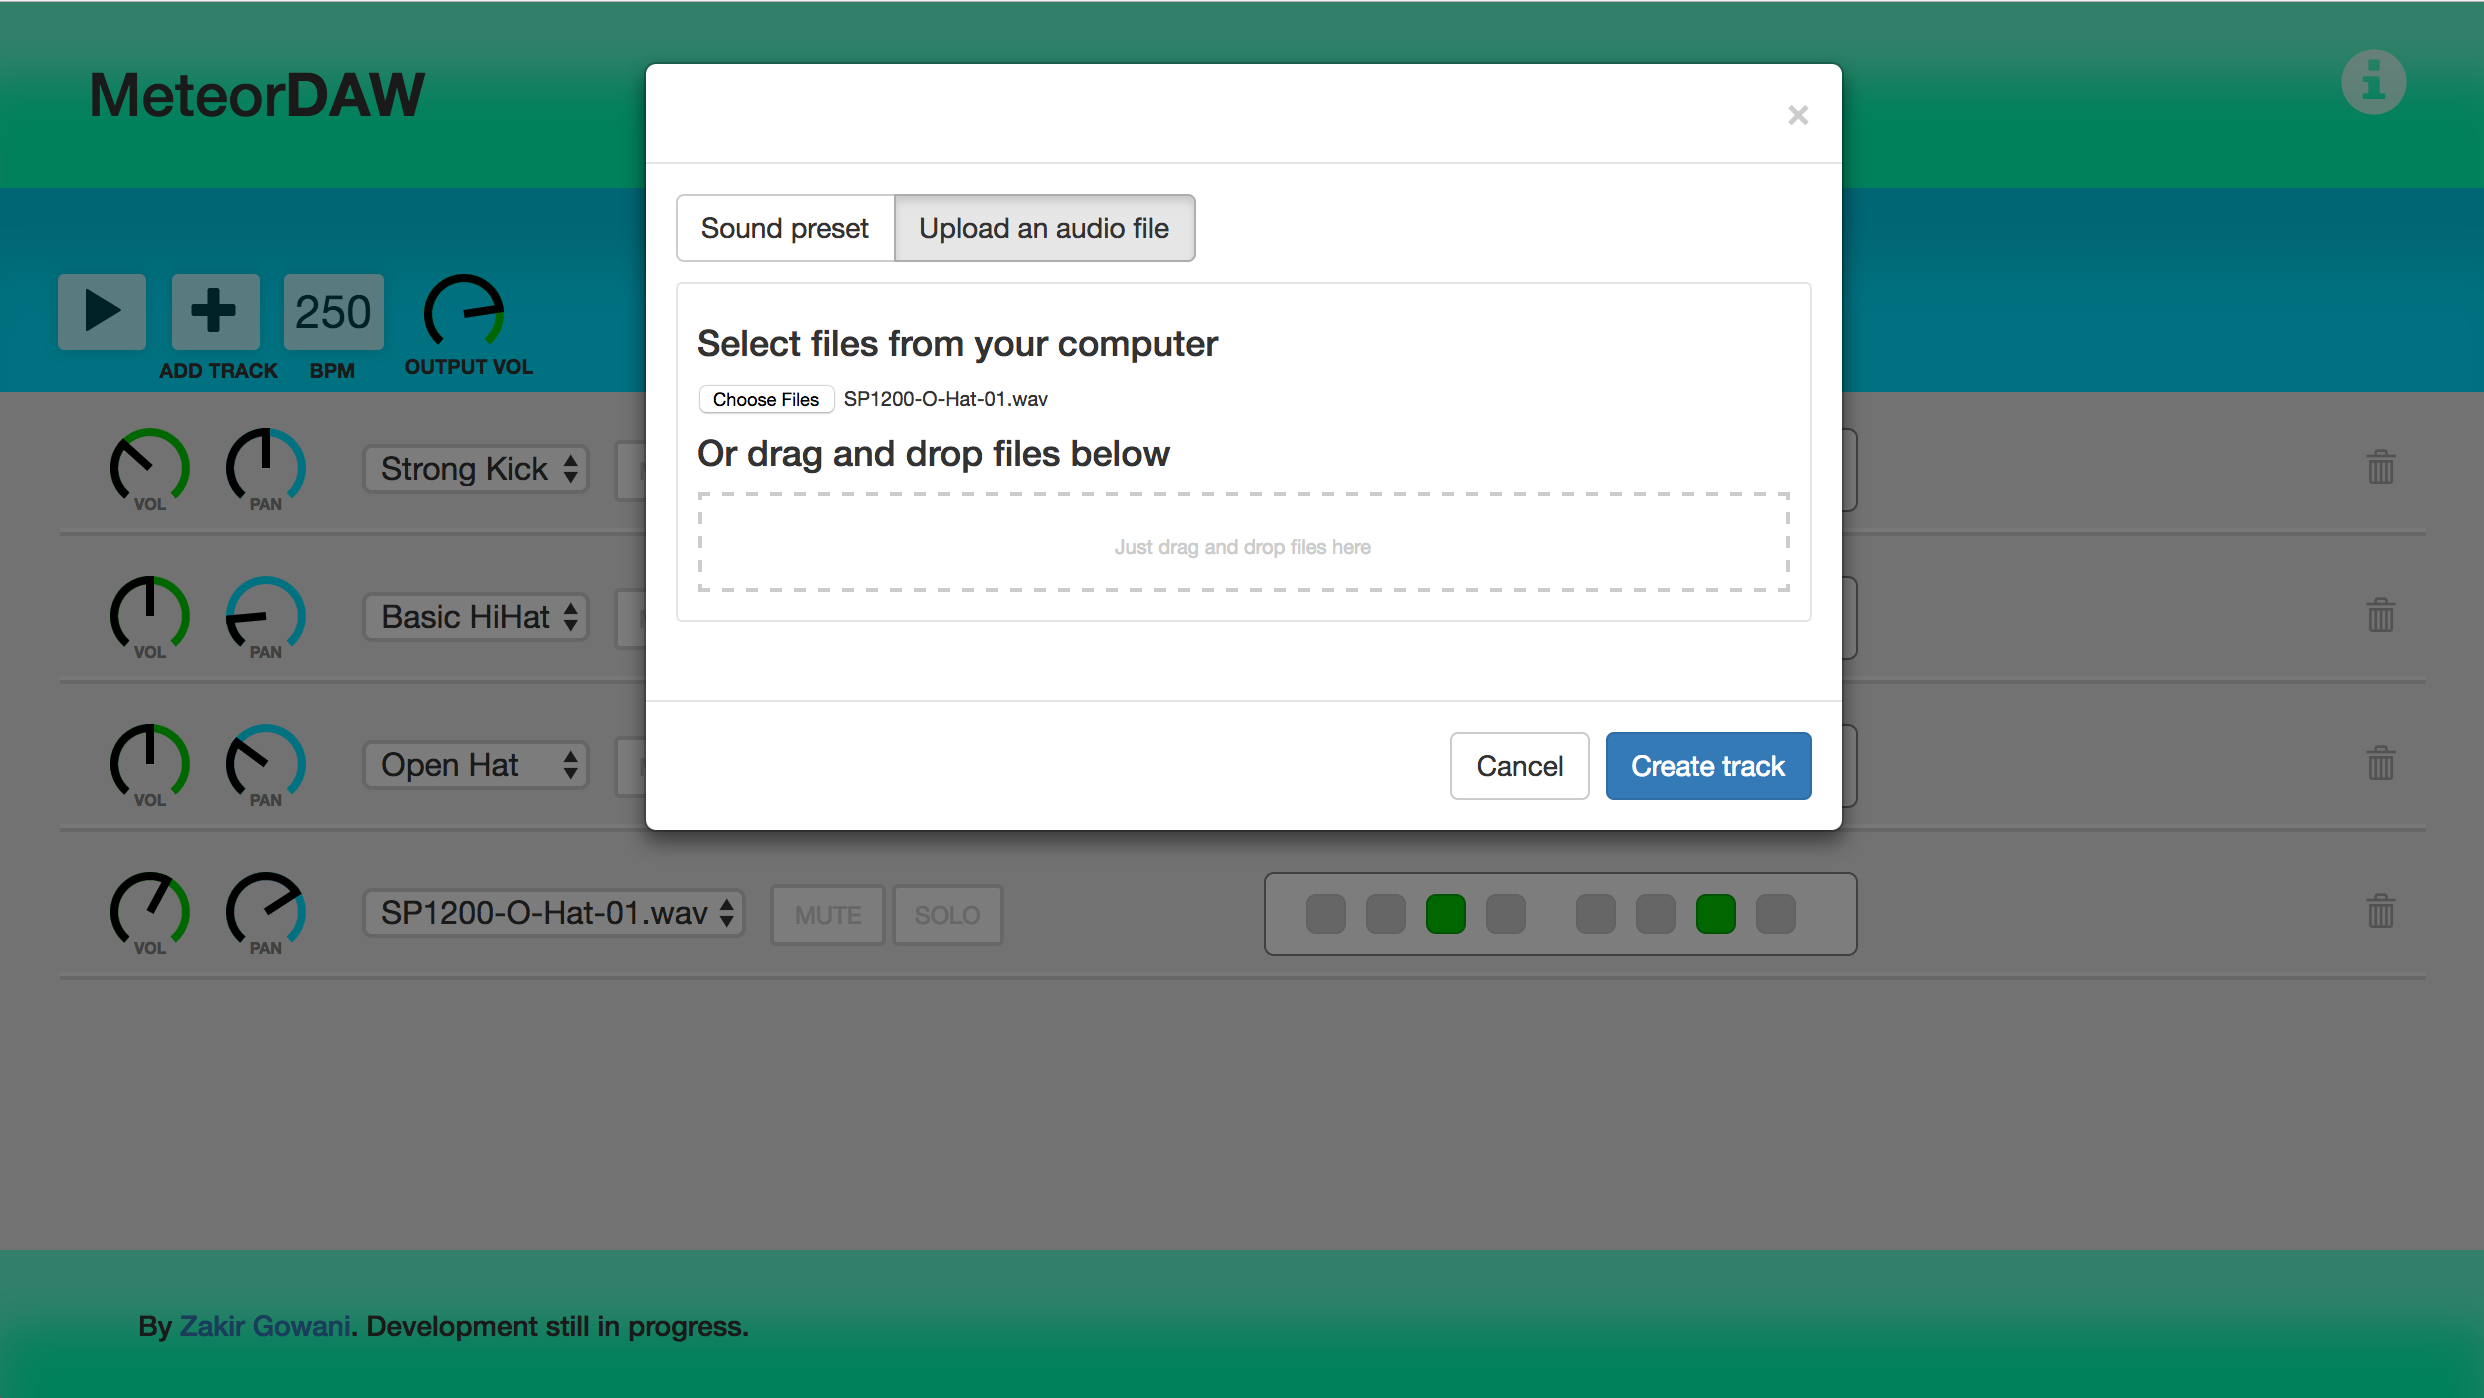 MeteorDAW
×
Sound preset
Upload an audio file
250
ADD TRACK
BPM
OUTPUT VOL
Select files from your computer
Choose Files SP1200-O-Hat-01.wav
Or drag and drop files below
Just drag and drop files here
Cancel
Create track
VOL
PAN
Strong Kick
VOL
PAN
Basic HiHat
VOL
PAN
Open Hat
VOL
PAN
SP1200-O-Hat-01.wav
MUTE
SOLO
By Zakir Gowani. Development still in progress.